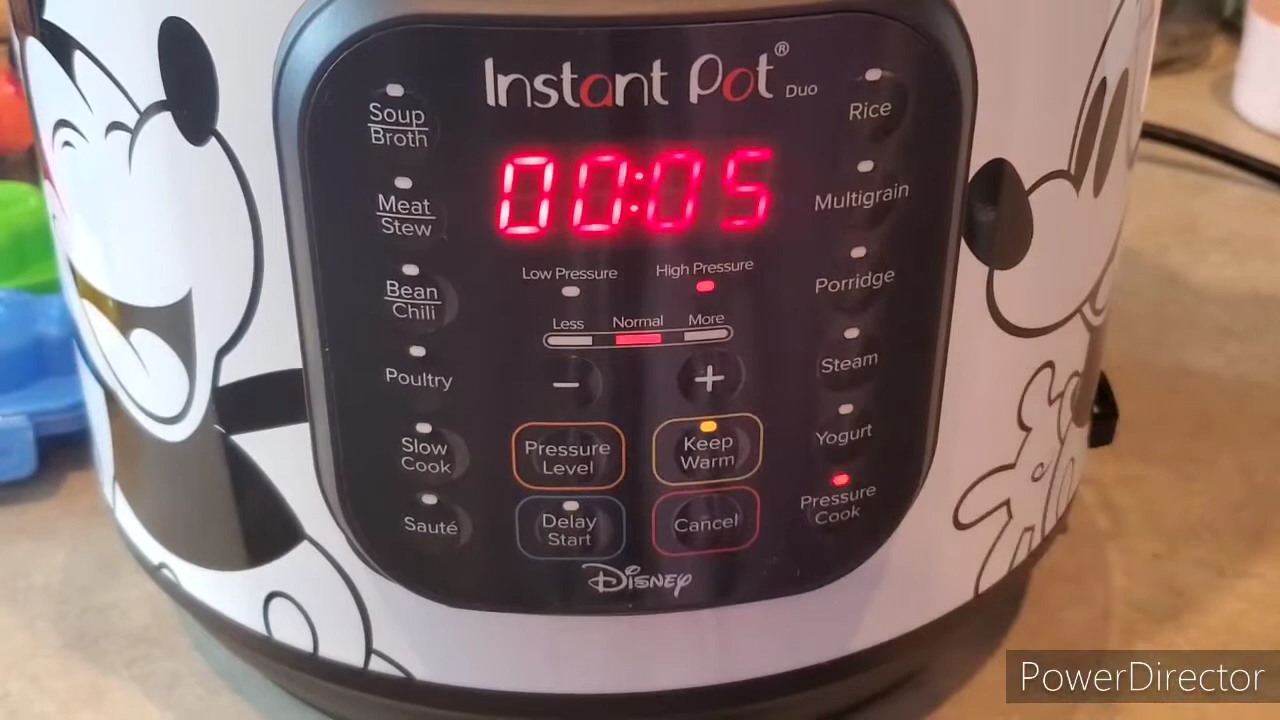 Instant Pot® Duo
Soup
Broth
Meat
Stew
Bean
Chili
Poultry
Slow
Cook
Sauté
00:05
Low Pressure High Pressure
Less Normal More
− +
Pressure
Level
Keep
Warm
Delay
Start
Cancel
Disney
Rice
Multigrain
Porridge
Steam
Yogurt
Pressure
Cook
PowerDirector